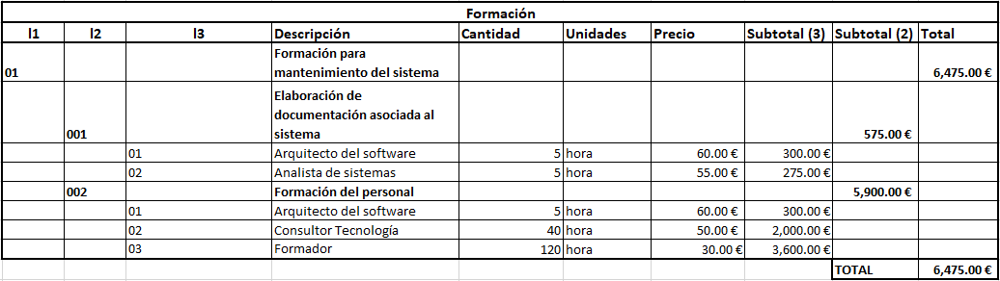 Formación
l1 l2 l3 Descripción Cantidad Unidades Precio Subtotal (3) Subtotal (2) Total
Formación para
mantenimiento del sistema
01 6,475.00 €
Elaboración de
documentación asociada al
sistema
001 575.00 €
01 Arquitecto del software 5 hora 60.00 € 300.00 €
02 Analista de sistemas 5 hora 55.00 € 275.00 €
002 Formación del personal 5,900.00 €
01 Arquitecto del software 5 hora 60.00 € 300.00 €
02 Consultor Tecnología 40 hora 50.00 € 2,000.00 €
03 Formador 120 hora 30.00 € 3,600.00 €
TOTAL 6,475.00 €